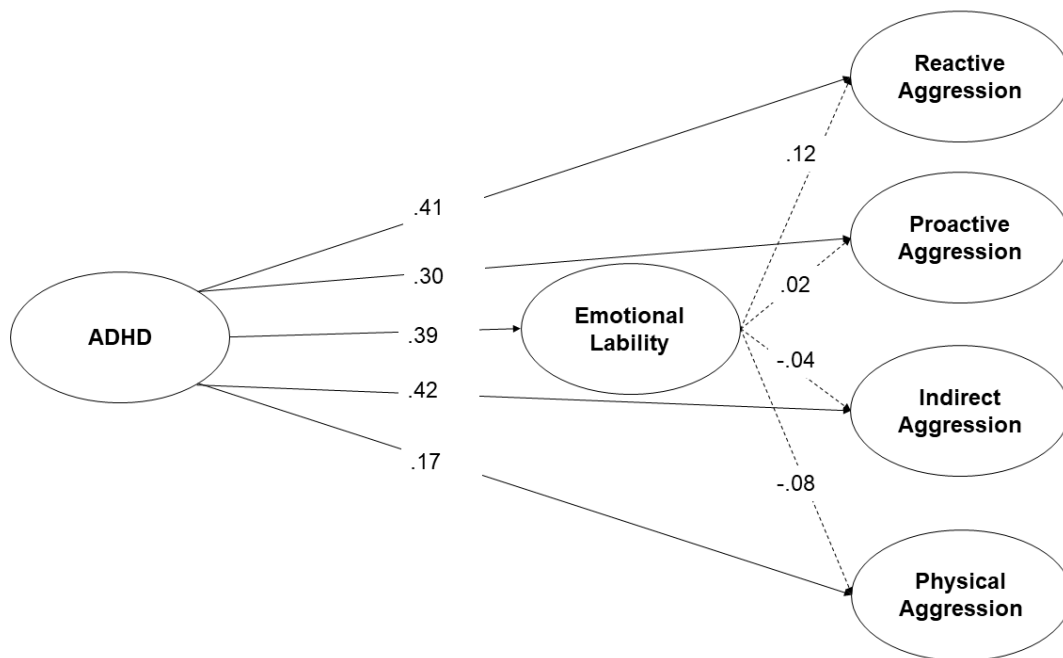 Reactive
Aggression
.12
.41
Proactive
Aggression
.30
.02
ADHD
.39
Emotional
Lability
-.04
.42
Indirect
Aggression
.17
-.08
Physical
Aggression